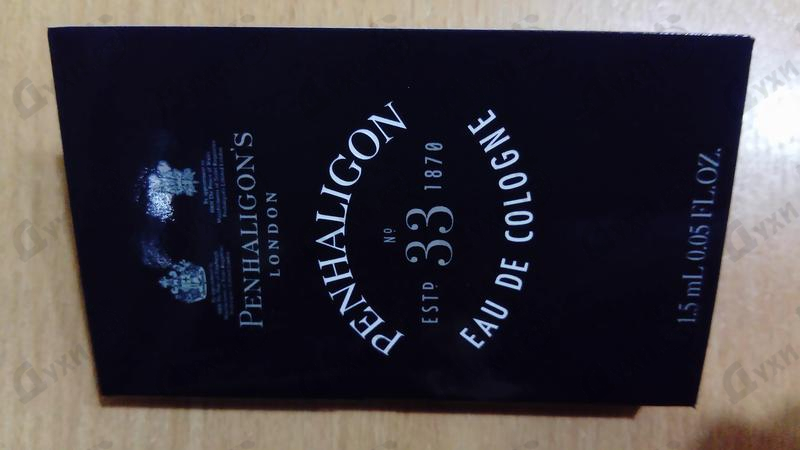 PENHALIGON'S
LONDON
PENHALIGON
Nº
33
ESTD 1870
EAU DE COLOGNE
1.5 mL 0.05 FL.OZ.